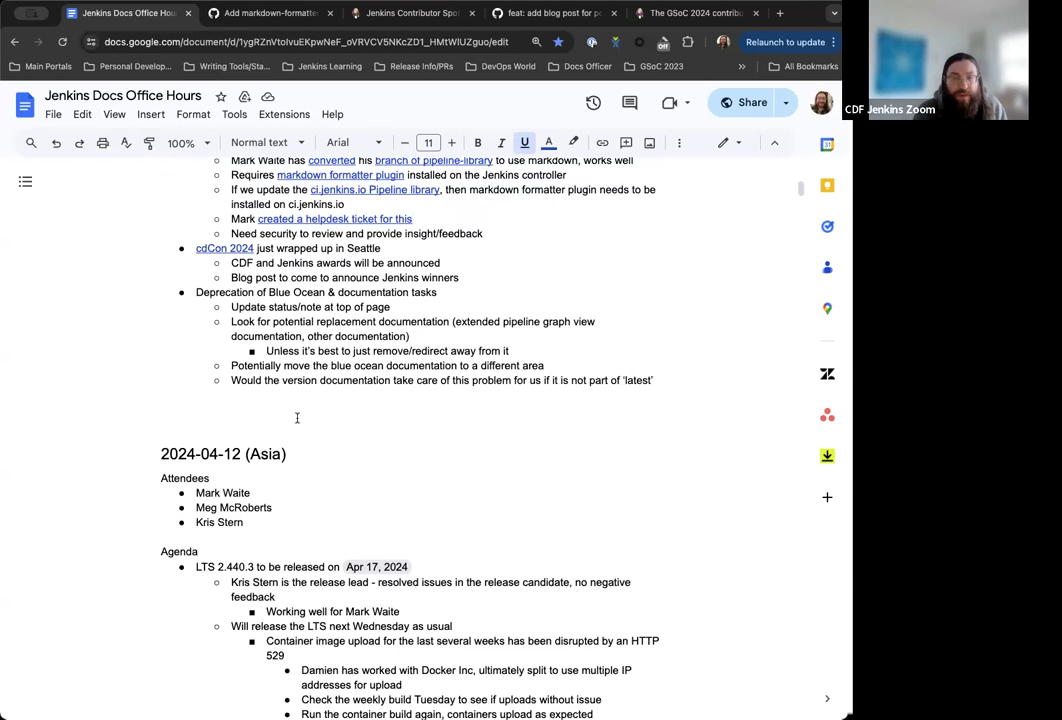 Jenkins Docs Office Hou
Add markdown-formatte
Jenkins Contributor Spo
feat: add blog post for p
The GSoC 2024 contrib
docs.google.com/document/d/1ygRZnVtoIvuEKpwNeF_oVRVCV5NKcZD1_HMtWIUZguo/edit
Off
Relaunch to update
Main Portals
Personal Develop...
Writing Tools/Sta...
Jenkins Learning
Release Info/PRs
DevOps World
Docs Officer
GSoC 2023
»
All Bookmarks
CDF Jenkins Zoom
Jenkins Docs Office Hours
File Edit View Insert Format Tools Extensions Help
Share
100% Normal text Arial 11 B I U A
Mark Waite has converted his branch of pipeline-library to use markdown, works well
Requires markdown formatter plugin installed on the Jenkins controller
If we update the ci.jenkins.io Pipeline library, then markdown formatter plugin needs to be
installed on ci.jenkins.io
Mark created a helpdesk ticket for this
Need security to review and provide insight/feedback
cdCon 2024 just wrapped up in Seattle
CDF and Jenkins awards will be announced
Blog post to come to announce Jenkins winners
Deprecation of Blue Ocean & documentation tasks
Update status/note at top of page
Look for potential replacement documentation (extended pipeline graph view
documentation, other documentation)
Unless it's best to just remove/redirect away from it
Potentially move the blue ocean documentation to a different area
Would the version documentation take care of this problem for us if it is not part of 'latest'
2024-04-12 (Asia)
Attendees
Mark Waite
Meg McRoberts
Kris Stern
Agenda
LTS 2.440.3 to be released on Apr 17, 2024
Kris Stern is the release lead - resolved issues in the release candidate, no negative
feedback
Working well for Mark Waite
Will release the LTS next Wednesday as usual
Container image upload for the last several weeks has been disrupted by an HTTP
529
Damien has worked with Docker Inc, ultimately split to use multiple IP
addresses for upload
Check the weekly build Tuesday to see if uploads without issue
Run the container build again, containers upload as expected